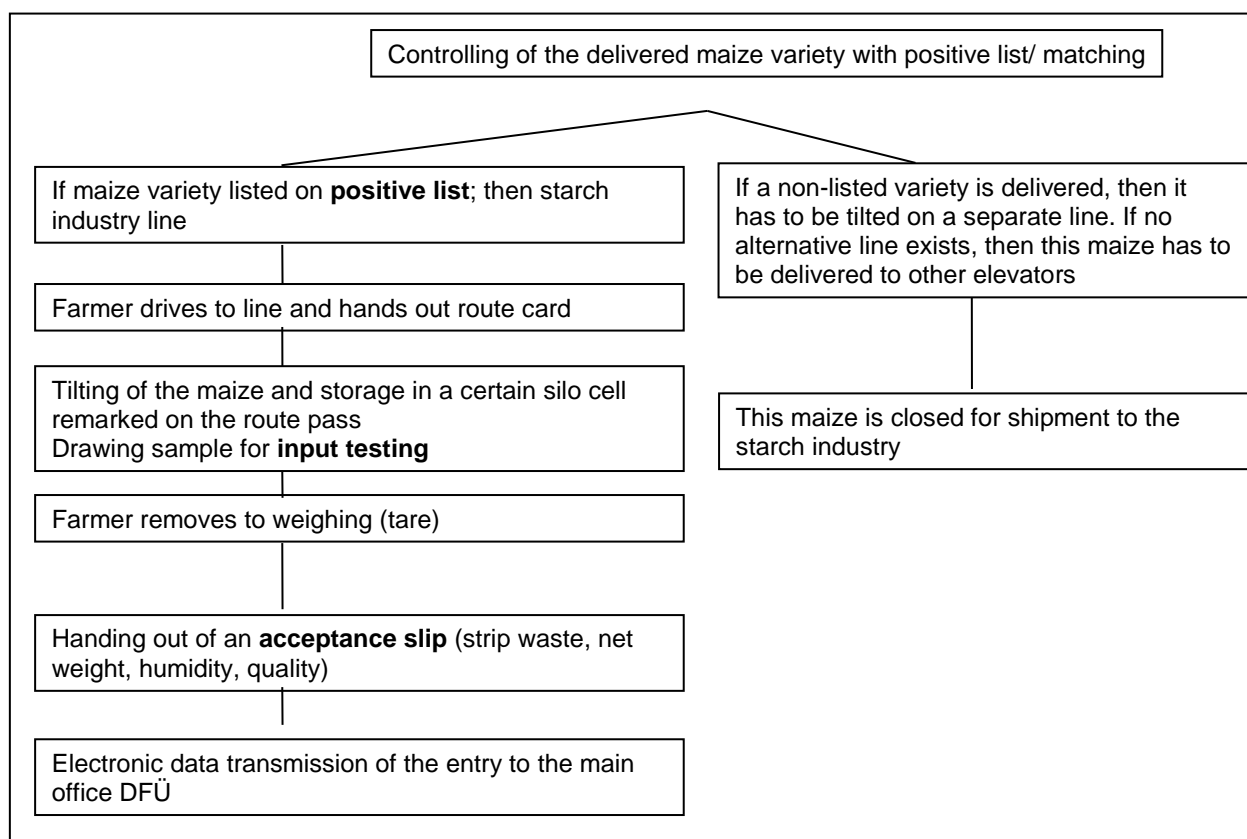 Controlling of the delivered maize variety with positive list/ matching
If maize variety listed on positive list; then starch
industry line
If a non-listed variety is delivered, then it
has to be tilted on a separate line. If no
alternative line exists, then this maize has to
be delivered to other elevators
Farmer drives to line and hands out route card
Tilting of the maize and storage in a certain silo cell
remarked on the route pass
Drawing sample for input testing
This maize is closed for shipment to the
starch industry
Farmer removes to weighing (tare)
Handing out of an acceptance slip (strip waste, net
weight, humidity, quality)
Electronic data transmission of the entry to the main
office DFÜ